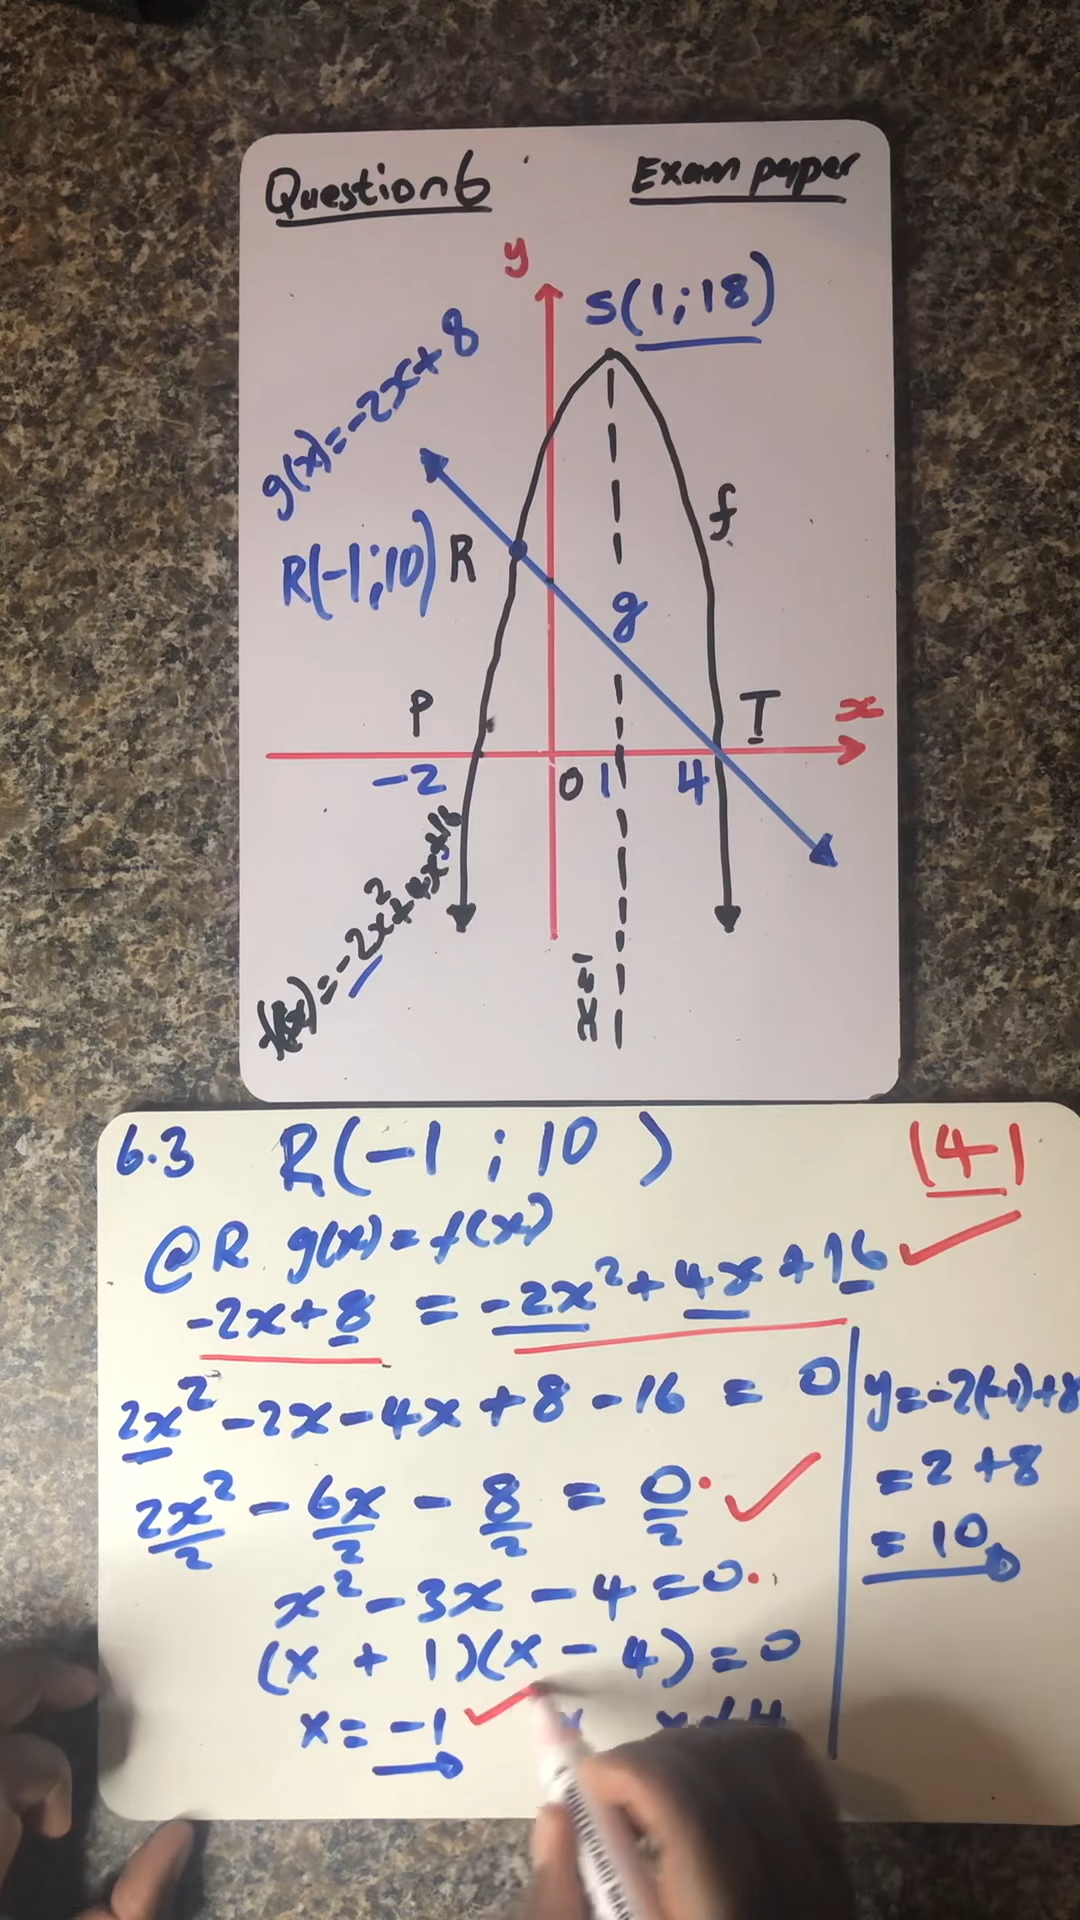 Question 6
Exam paper
y
S(1;18)
g(x)=-2x+8
R(-1;10)
R
f
g
P
T
x
-2
0
1
4
f(x)=-2x²+4x+16
x=1
6.3 R(-1;10)
(4)
@R g(x)=f(x)
-2x+8 = -2x²+4x+16
2x²-2x-4x+8-16 = 0
2x²/2 - 6x/2 - 8/2 = 0/2
x²-3x-4=0
(x+1)(x-4)=0
x=-1
y=-2(-1)+8
=2+8
=10